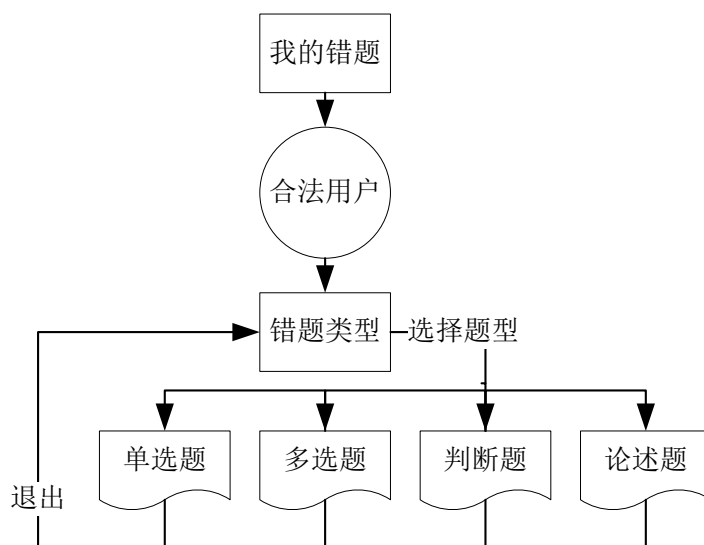 我的错题
合法用户
错题类型
选择题型
单选题
多选题
判断题
论述题
退出